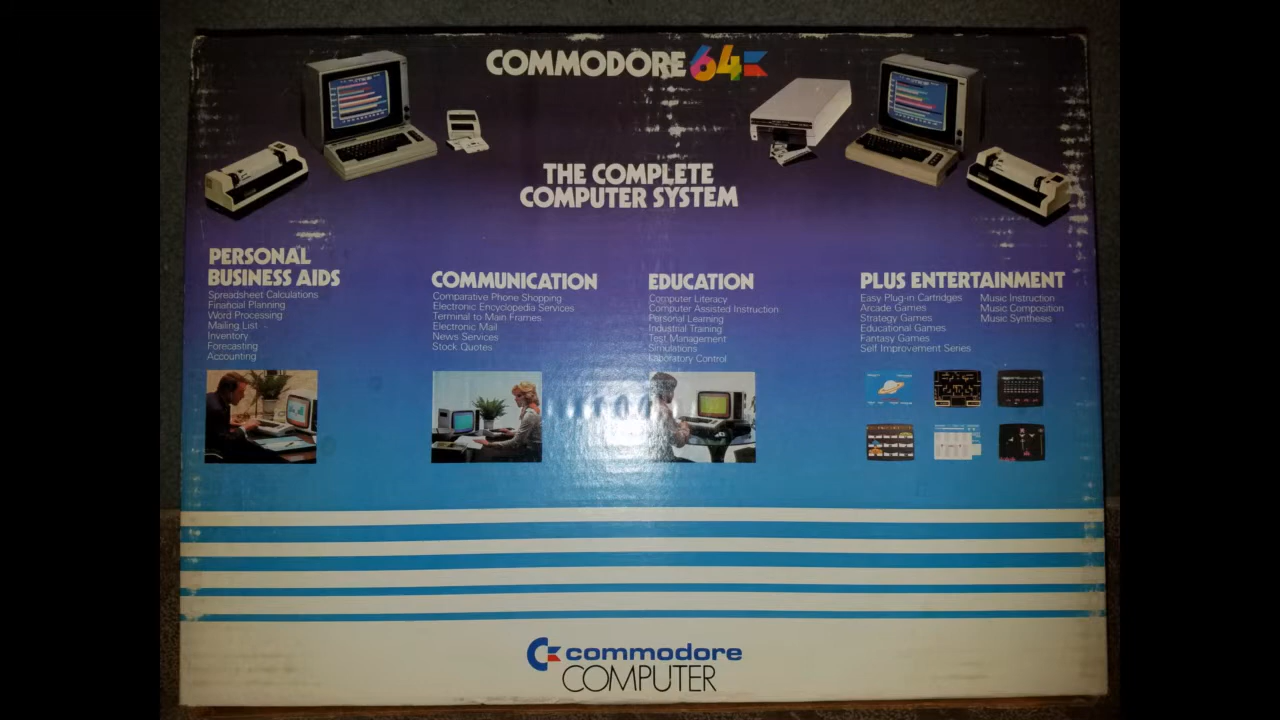 COMMODORE 64
THE COMPLETE
COMPUTER SYSTEM
PERSONAL
BUSINESS AIDS
Spreadsheet Calculations
Financial Planning
Word Processing
Mailing List
Inventory
Forecasting
Accounting
COMMUNICATION
Comparative Phone Shopping
Electronic Encyclopedia Services
Terminal to Main Frames
Electronic Mail
News Services
Stock Quotes
EDUCATION
Computer Literacy
Computer Assisted Instruction
Personal Learning
Industrial Training
Test Management
Simulations
Laboratory Control
PLUS ENTERTAINMENT
Easy Plug-in Cartridges
Arcade Games
Strategy Games
Educational Games
Fantasy Games
Self Improvement Series
Music Instruction
Music Composition
Music Synthesis
commodore
COMPUTER